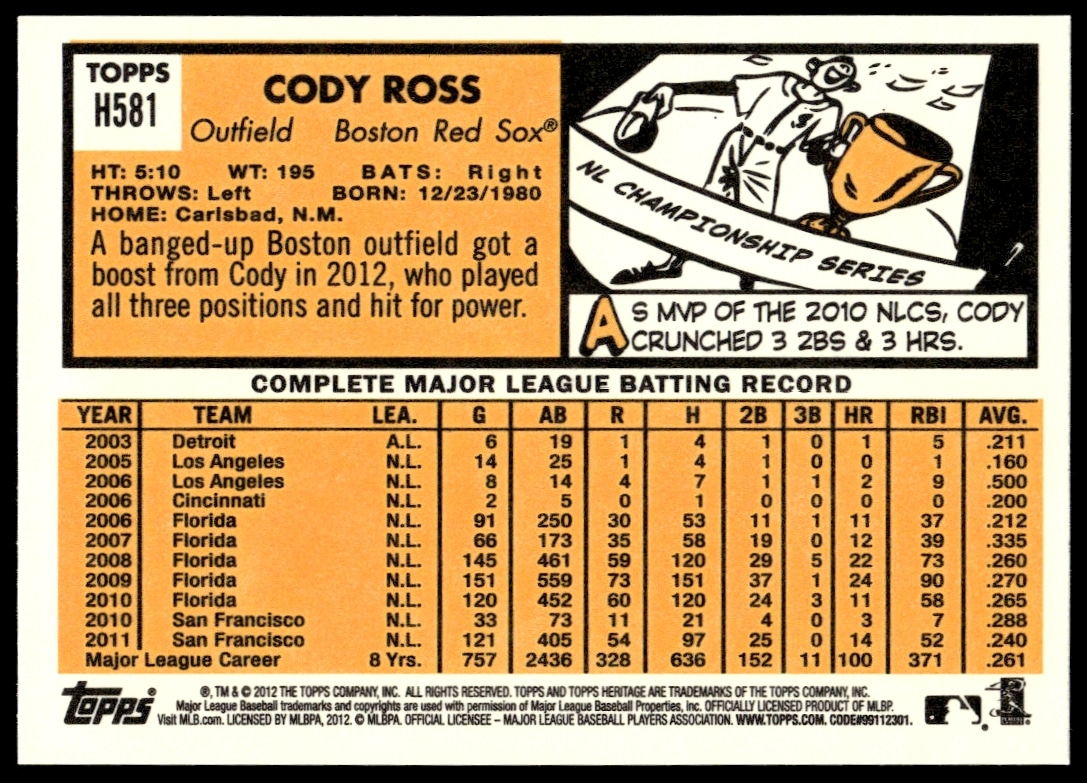 TOPPS
H581
CODY ROSS
Outfield Boston Red Sox®
HT: 5:10 WT: 195 BATS: Right
THROWS: Left BORN: 12/23/1980
HOME: Carlsbad, N.M.
A banged-up Boston outfield got a
boost from Cody in 2012, who played
all three positions and hit for power.
NL CHAMPIONSHIP SERIES
AS MVP OF THE 2010 NLCS, CODY
CRUNCHED 3 2BS & 3 HRS.
COMPLETE MAJOR LEAGUE BATTING RECORD
YEAR TEAM LEA. G AB R H 2B 3B HR RBI AVG.
2003 Detroit A.L. 6 19 1 4 1 0 1 5 .211
2005 Los Angeles N.L. 14 25 1 4 1 0 0 1 .160
2006 Los Angeles N.L. 8 14 4 7 1 1 2 9 .500
2006 Cincinnati N.L. 2 5 0 1 0 0 0 0 .200
2006 Florida N.L. 91 250 30 53 11 1 11 37 .212
2007 Florida N.L. 66 173 35 58 19 0 12 39 .335
2008 Florida N.L. 145 461 59 120 29 5 22 73 .260
2009 Florida N.L. 151 559 73 151 37 1 24 90 .270
2010 Florida N.L. 120 452 60 120 24 3 11 58 .265
2010 San Francisco N.L. 33 73 11 21 4 0 3 7 .288
2011 San Francisco N.L. 121 405 54 97 25 0 14 52 .240
Major League Career 8 Yrs. 757 2436 328 636 152 11 100 371 .261
Topps
®, TM & © 2012 THE TOPPS COMPANY, INC. ALL RIGHTS RESERVED. TOPPS AND TOPPS HERITAGE ARE TRADEMARKS OF THE TOPPS COMPANY, INC.
Major League Baseball trademarks and copyrights are used with permission of Major League Baseball Properties, Inc. OFFICIALLY LICENSED PRODUCT OF MLBP.
Visit MLB.com. LICENSED BY MLBPA, 2012. © MLBPA. OFFICIAL LICENSEE – MAJOR LEAGUE BASEBALL PLAYERS ASSOCIATION. WWW.TOPPS.COM. CODE#99112301.